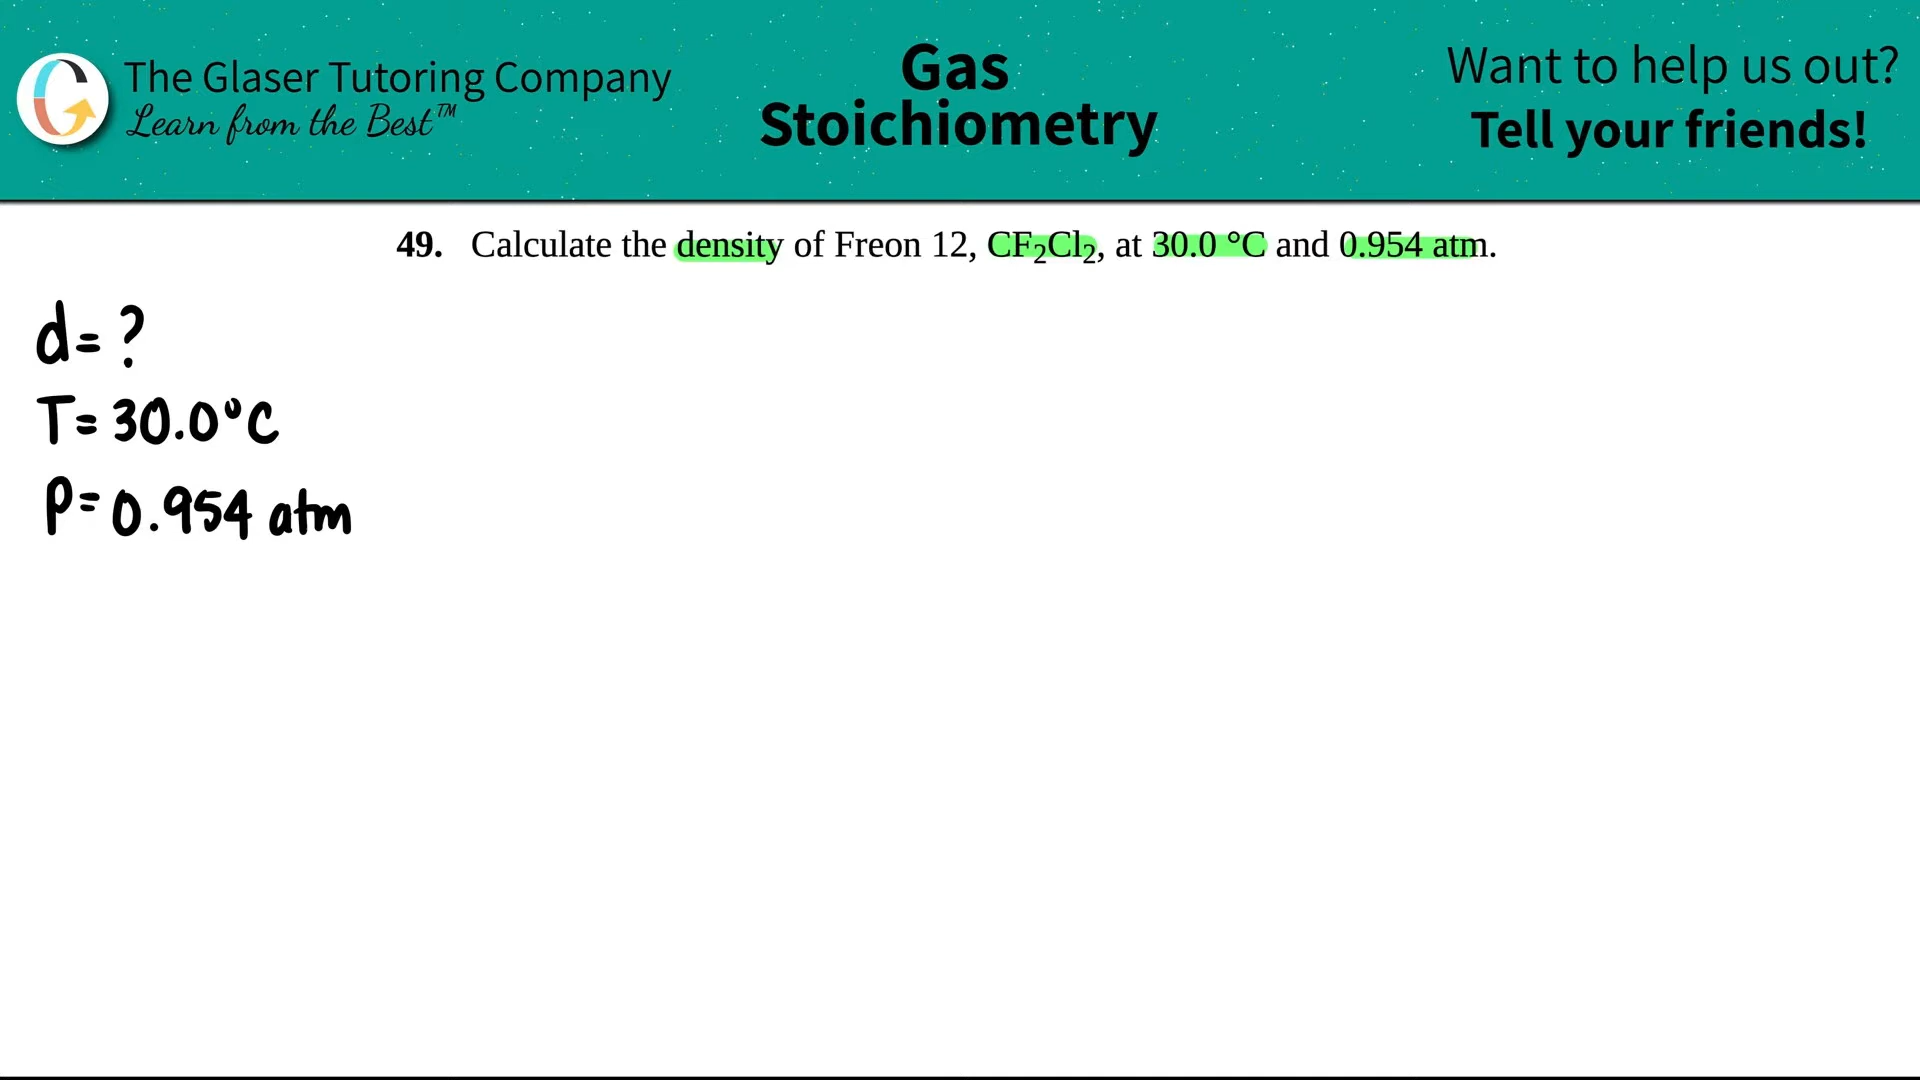 The Glaser Tutoring Company
Learn from the Best™
Gas
Stoichiometry
Want to help us out?
Tell your friends!
49. Calculate the density of Freon 12, CF₂Cl₂, at 30.0 °C and 0.954 atm.
d= ?
T= 30.0°C
P= 0.954 atm